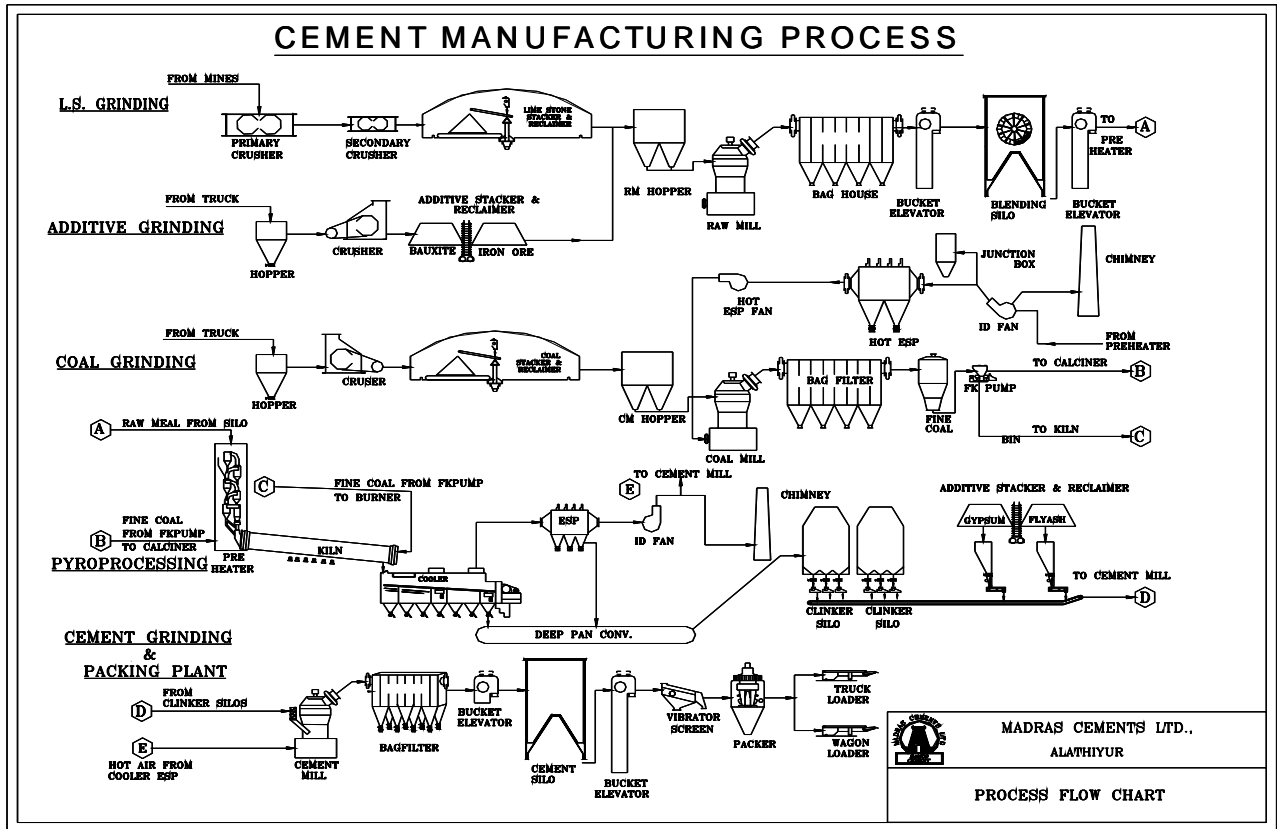 CEMENT MANUFACTURING PROCESS
L.S. GRINDING
FROM MINES
PRIMARY
CRUSHER
SECONDARY
CRUSHER
LIME STONE
STACKER &
RECLAIMER
RM HOPPER
RAW MILL
BAG HOUSE
BUCKET
ELEVATOR
BLENDING
SILO
BUCKET
ELEVATOR
TO
PRE
HEATER
A
ADDITIVE GRINDING
FROM TRUCK
HOPPER
CRUSHER
ADDITIVE STACKER &
RECLAIMER
BAUXITE
IRON ORE
HOT
ESP FAN
HOT ESP
JUNCTION
BOX
ID FAN
CHIMNEY
FROM
PREHEATER
COAL GRINDING
FROM TRUCK
HOPPER
CRUSER
COAL
STACKER &
RECLAIMER
CM HOPPER
COAL MILL
BAG FILTER
FINE
COAL
BIN
FK PUMP
TO CALCINER
B
TO KILN
C
A
RAW MEAL FROM SILO
C
FINE COAL FROM FKPUMP
TO BURNER
B
FINE COAL
FROM FKPUMP
TO CALCINER
PYROPROCESSING
PRE
HEATER
KILN
COOLER
ESP
ID FAN
E
TO CEMENT MILL
CHIMNEY
DEEP PAN CONV.
CLINKER
SILO
CLINKER
SILO
ADDITIVE STACKER & RECLAIMER
GYPSUM
FLYASH
TO CEMENT MILL
D
CEMENT GRINDING
&
PACKING PLANT
D
FROM
CLINKER SILOS
E
HOT AIR FROM
COOLER ESP
CEMENT
MILL
BAGFILTER
BUCKET
ELEVATOR
CEMENT
SILO
BUCKET
ELEVATOR
VIBRATOR
SCREEN
PACKER
TRUCK
LOADER
WAGON
LOADER
MADRAS CEMENTS LTD
CEMENT
MADRAS CEMENTS LTD.,
ALATHIYUR
PROCESS FLOW CHART